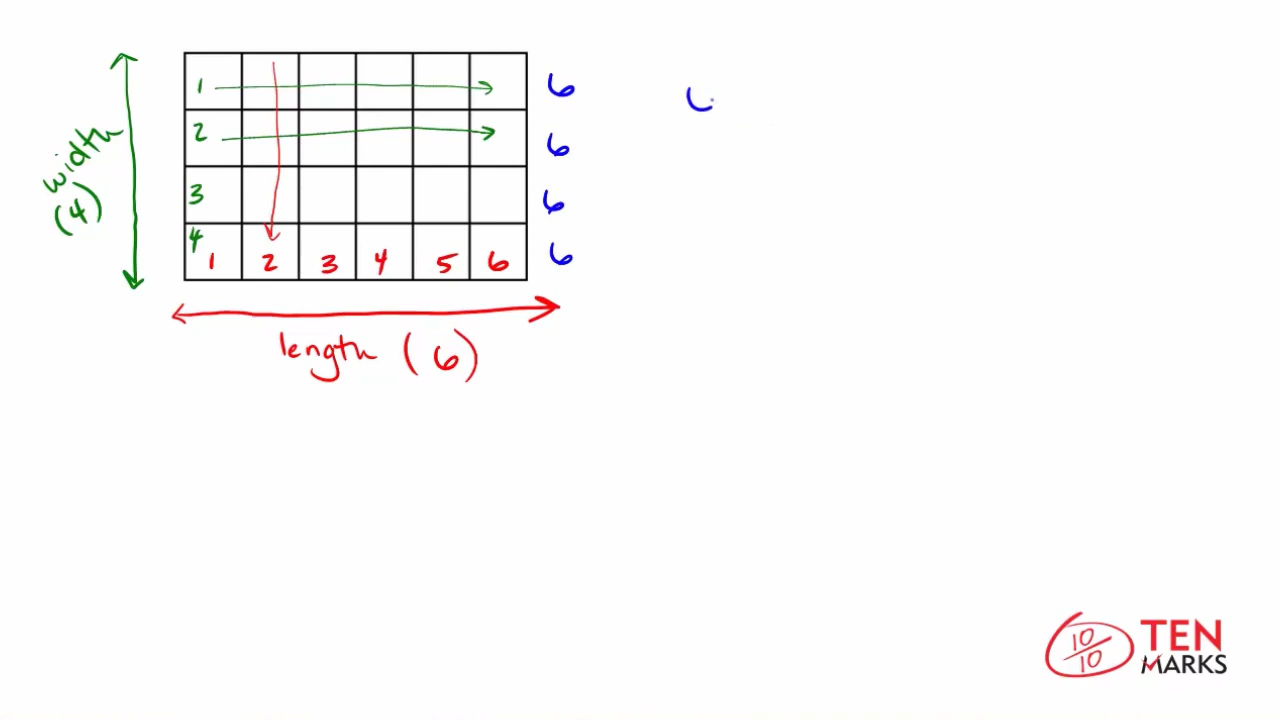 1 6
2 6
3 6
4 6
1 2 3 4 5 6
width
(4)
length (6)
10
10
TEN
MARKS